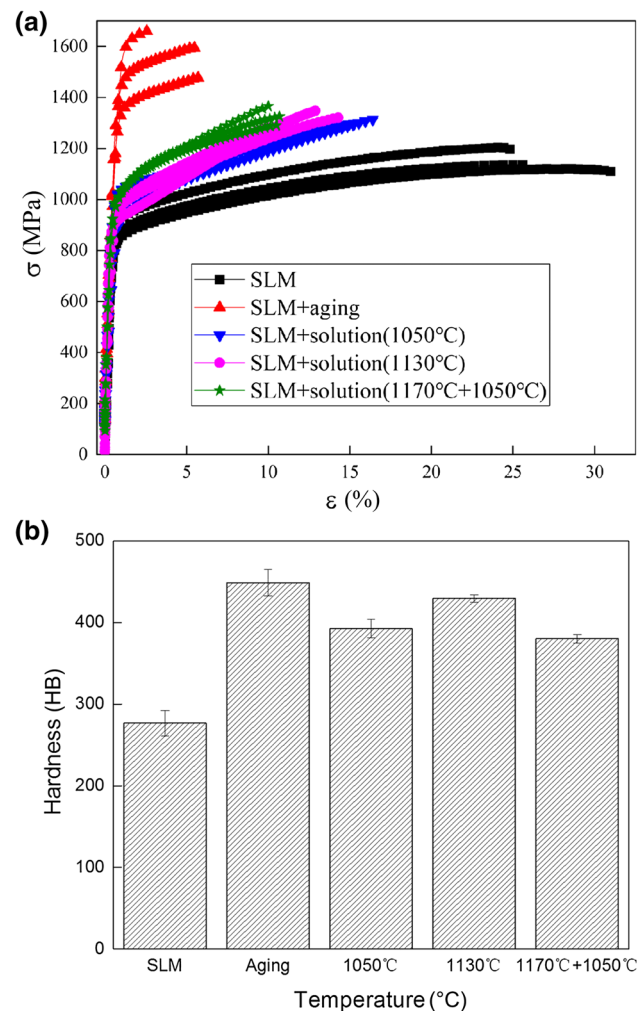 (a)
1600
1400
1200
1000
800
600
400
200
0
σ (MPa)
SLM
SLM+aging
SLM+solution(1050℃)
SLM+solution(1130℃)
SLM+solution(1170℃+1050℃)
0 5 10 15 20 25 30
ε (%)
(b)
500
400
300
200
100
0
Hardness (HB)
SLM Aging 1050℃ 1130℃ 1170℃+1050℃
Temperature (°C)